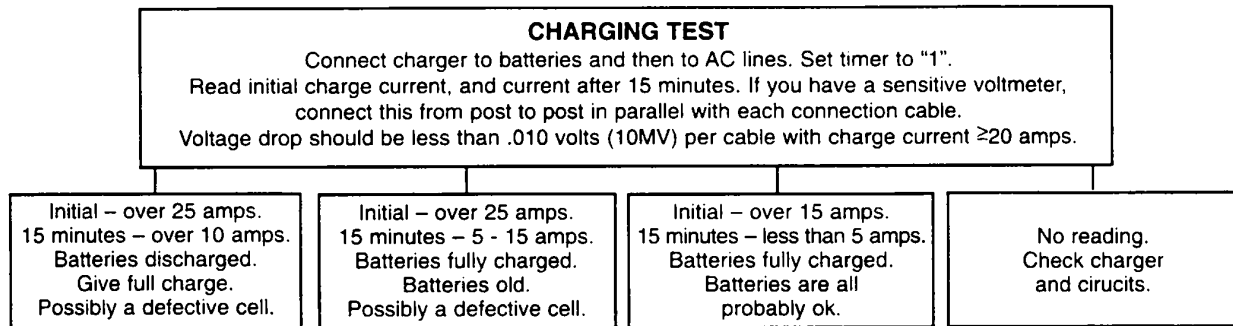 CHARGING TEST
Connect charger to batteries and then to AC lines. Set timer to “1”.
Read initial charge current, and current after 15 minutes. If you have a sensitive voltmeter,
connect this from post to post in parallel with each connection cable.
Voltage drop should be less than .010 volts (10MV) per cable with charge current ≥20 amps.
Initial – over 25 amps.
15 minutes – over 10 amps.
Batteries discharged.
Give full charge.
Possibly a defective cell.
Initial – over 25 amps.
15 minutes – 5 - 15 amps.
Batteries fully charged.
Batteries old.
Possibly a defective cell.
Initial – over 15 amps.
15 minutes – less than 5 amps.
Batteries fully charged.
Batteries are all
probably ok.
No reading.
Check charger
and cirucits.